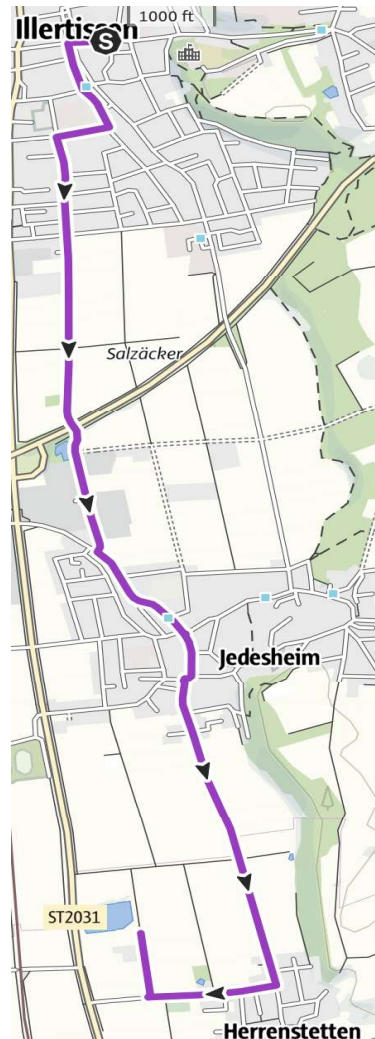 1000 ft
Illertissen
S
Salzäcker
Jedesheim
ST2031
Herrenstetten